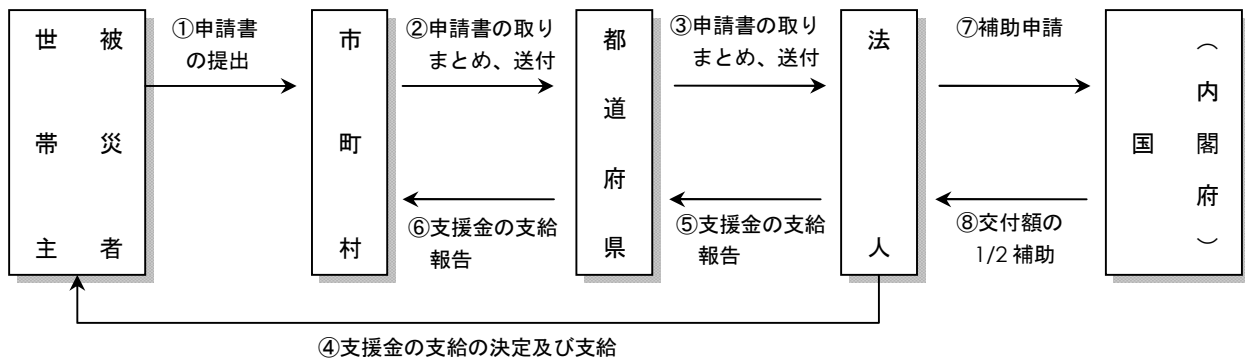 被災者
世帯主
①申請書
の提出
市町村
②申請書の取り
まとめ、送付
⑥支援金の支給
報告
都道府県
③申請書の取り
まとめ、送付
⑤支援金の支給
報告
法人
⑦補助申請
⑧交付額の
1/2 補助
国
（内閣府）
④支援金の支給の決定及び支給